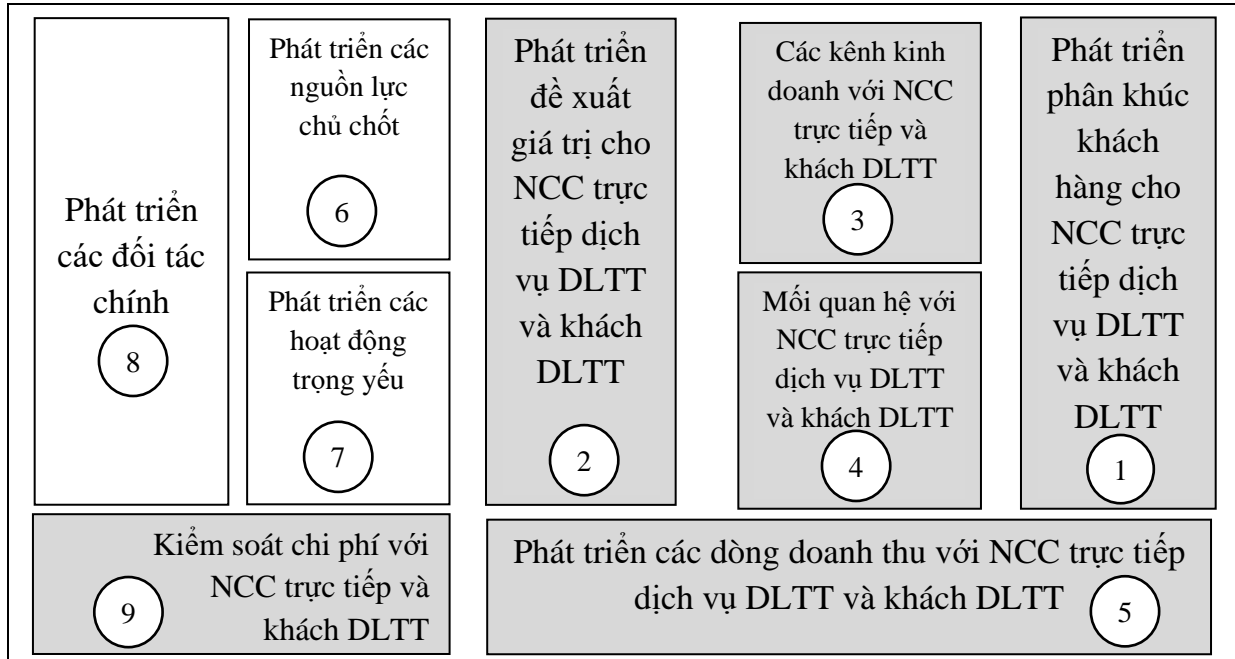 Phát triển
các đối tác
chính
8
Phát triển các
nguồn lực
chủ chốt
6
Phát triển các
hoạt động
trọng yếu
7
Phát triển
đề xuất
giá trị cho
NCC trực
tiếp dịch
vụ DLTT
và khách
DLTT
2
Các kênh kinh
doanh với NCC
trực tiếp và
khách DLTT
3
Mối quan hệ với
NCC trực tiếp
dịch vụ DLTT
và khách DLTT
4
Phát triển
phân khúc
khách
hàng cho
NCC trực
tiếp dịch
vụ DLTT
và khách
DLTT
1
Kiểm soát chi phí với
NCC trực tiếp và
khách DLTT
9
Phát triển các dòng doanh thu với NCC trực tiếp
dịch vụ DLTT và khách DLTT
5